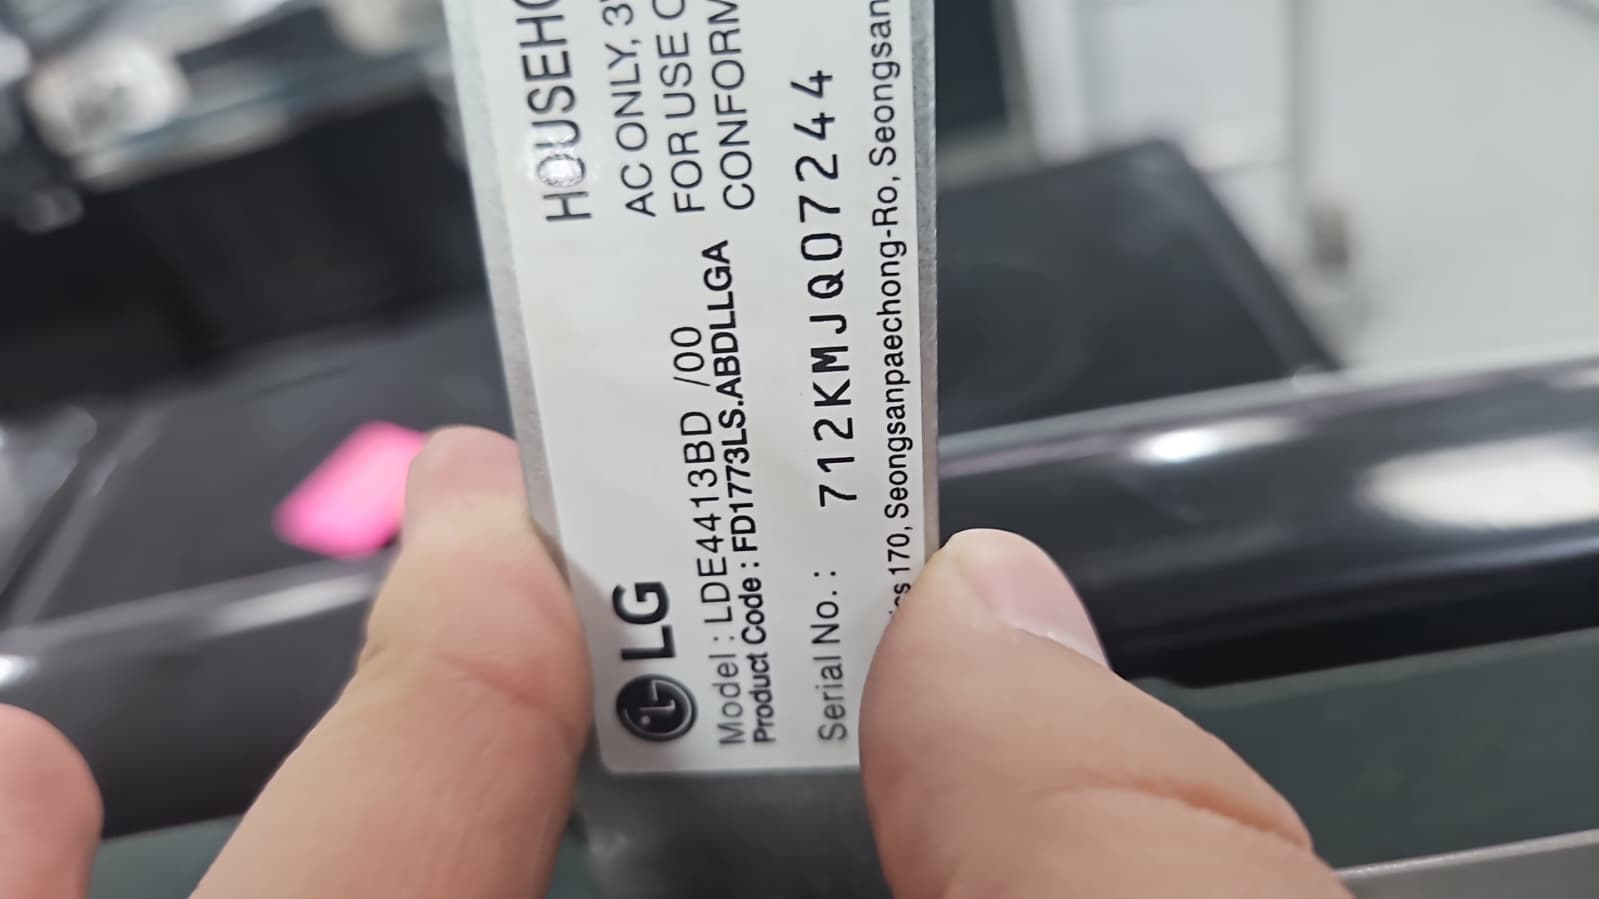 LG
Model : LDE4413BD /00
Product Code : FD1773LS.ABDLLGA
Serial No. : 712KMJQ07244
170, Seongsanpaechong-Ro,
HOUSEHO
AC ONLY, 3
FOR USE
CONFORM